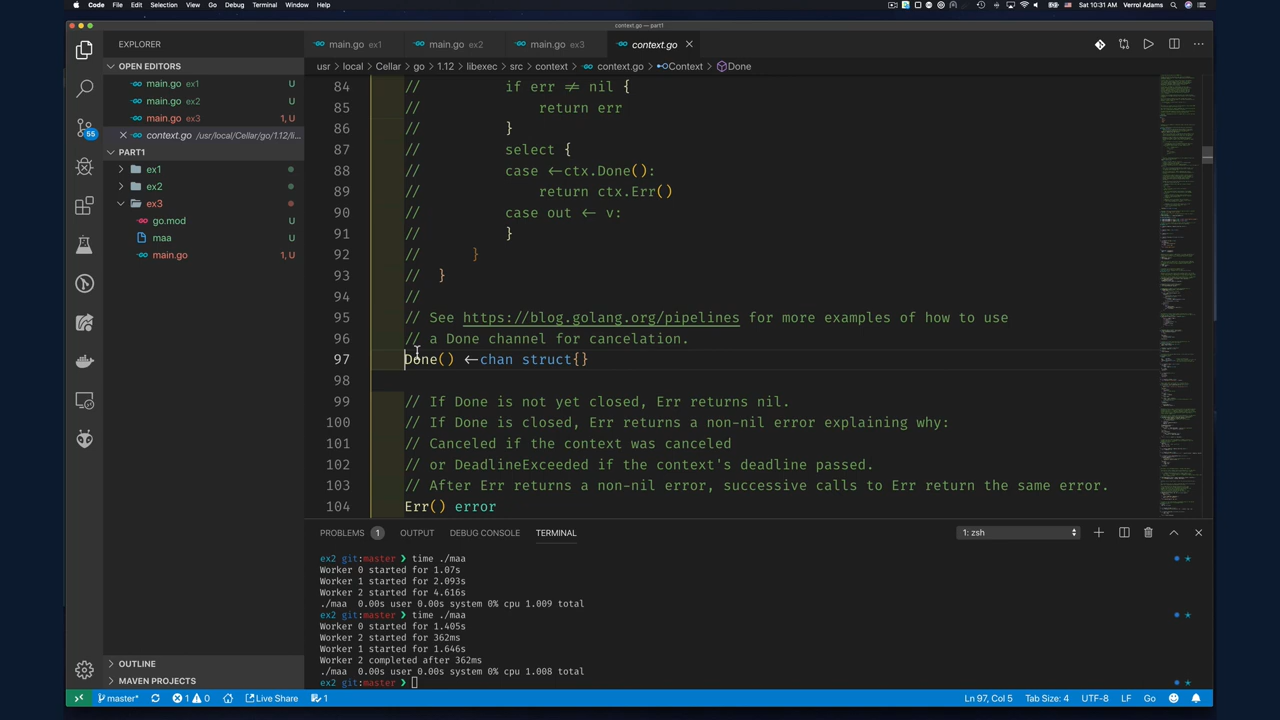 Code File Edit Selection View Go Debug Terminal Window Help
Sat 10:31 AM Verrol Adams
context.go — part1
EXPLORER
main.go ex1
main.go ex2
main.go ex3
context.go
OPEN EDITORS
usr local Cellar go 1.12 libexec src context context.go Context Done
main.go ex1 U
main.go ex2 U
main.go ex3 1, U
context.go /usr/local/Cellar/go/1.12/li...
PART1
ex1
ex2
ex3
go.mod U
maa U
main.go 1, U
55
84 // if err ≠ nil {
85 // return err
86 // }
87 // select {
88 // case <-ctx.Done():
89 // return ctx.Err()
90 // case out <- v:
91 // }
92 // }
93 // }
94 //
95 // See https://blog.golang.org/pipelines for more examples of how to use
96 // a Done channel for cancelation.
97 Done() <-chan struct{}
98
99 // If Done is not yet closed, Err returns nil.
100 // If Done is closed, Err returns a non-nil error explaining why:
101 // Canceled if the context was canceled
102 // or DeadlineExceeded if the context's deadline passed.
103 // After Err returns a non-nil error, successive calls to Err return the same error.
104 Err() error
PROBLEMS 1 OUTPUT DEBUG CONSOLE TERMINAL
1: zsh
ex2 git:master ❯ time ./maa
Worker 0 started for 1.07s
Worker 1 started for 2.093s
Worker 2 started for 4.616s
./maa 0.00s user 0.00s system 0% cpu 1.009 total
ex2 git:master ❯ time ./maa
Worker 0 started for 1.405s
Worker 2 started for 362ms
Worker 1 started for 1.646s
Worker 2 completed after 362ms
./maa 0.00s user 0.00s system 0% cpu 1.008 total
ex2 git:master ❯
OUTLINE
MAVEN PROJECTS
master* 1 0 Live Share 1
Ln 97, Col 5 Tab Size: 4 UTF-8 LF Go